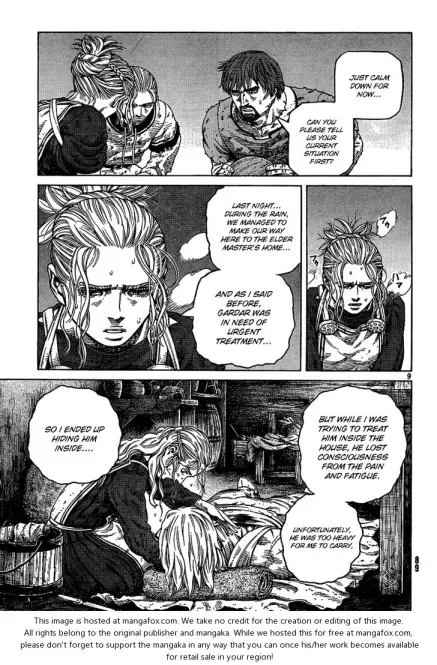 JUST CALM
DOWN FOR
NOW...
CAN YOU
PLEASE TELL
US YOUR
CURRENT
SITUATION
FIRST?
LAST NIGHT...
DURING THE RAIN,
WE MANAGED TO
MAKE OUR WAY
HERE TO THE ELDER
MASTER'S HOME...
AND AS I SAID
BEFORE,
GARDAR WAS
IN NEED OF
URGENT
TREATMENT...
9
SO I ENDED UP
HIDING HIM
INSIDE....
BUT WHILE I WAS
TRYING TO TREAT
HIM INSIDE THE
HOUSE, HE LOST
CONSCIOUSNESS
FROM THE PAIN
AND FATIGUE.
UNFORTUNATELY,
HE WAS TOO HEAVY
FOR ME TO CARRY.
89
This image is hosted at mangafox.com. We take no credit for the creation or editing of this image.
All rights belong to the original publisher and mangaka. While we hosted this for free at mangafox.com,
please don't forget to support the mangaka in any way that you can once his/her work becomes available
for retail sale in your region!